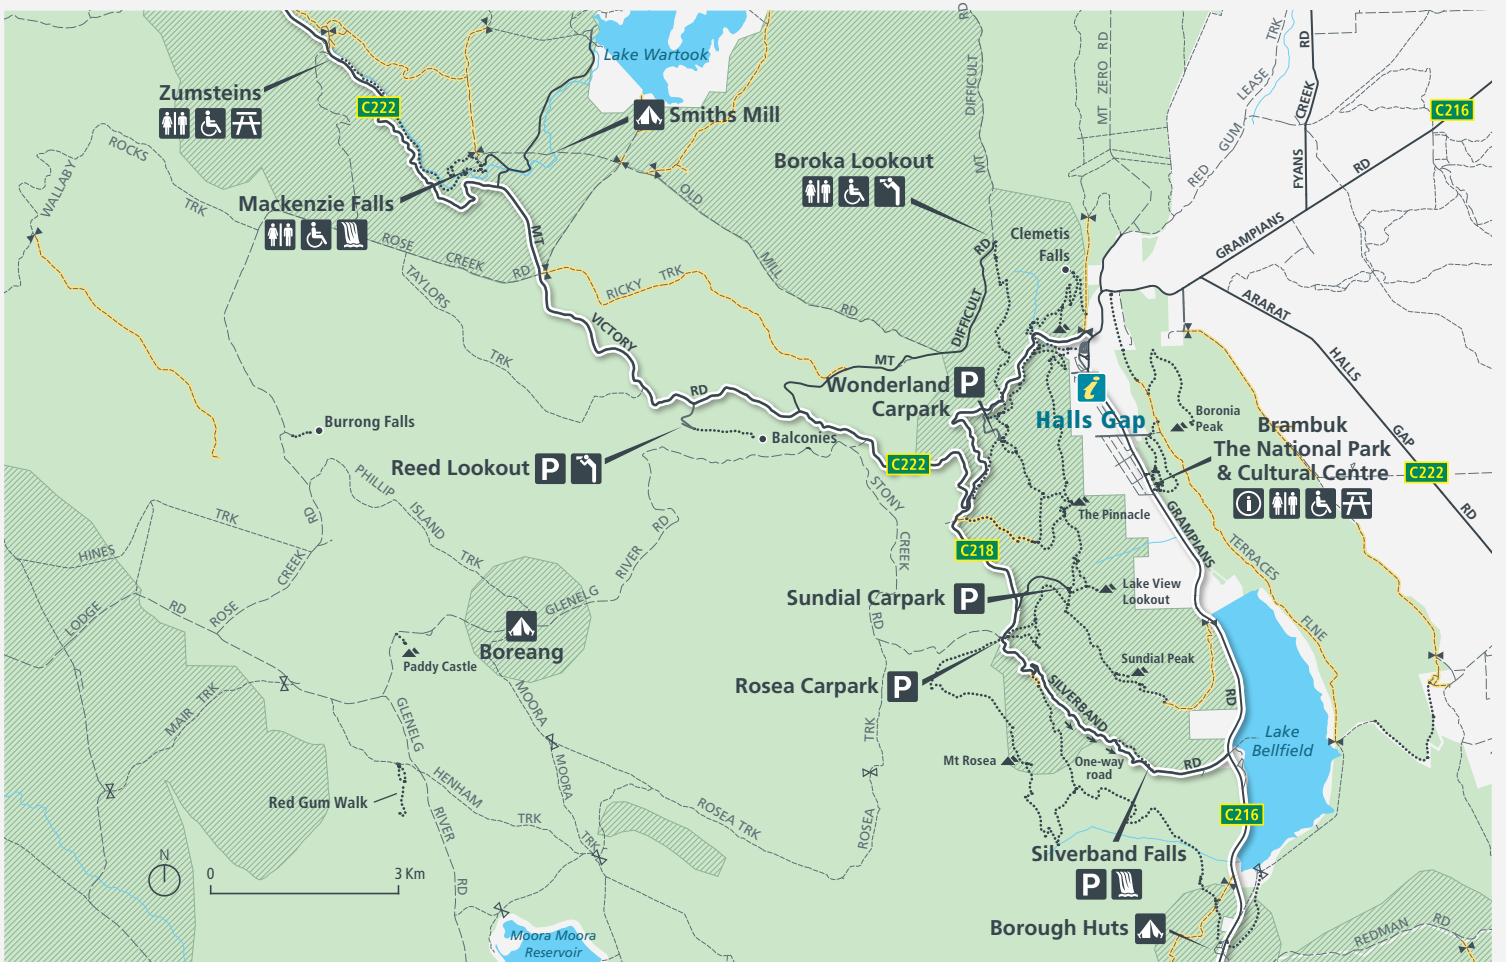 RD
Lake Wartook
Zumsteins
C222
Smiths Mill
DIFFICULT
MT ZERO RD
LEASE
TRK
RD
CREEK
FYANS
C216
RD
ROCKS
WALLABY
TRK
Boroka Lookout
MT
GUM
RED
Mackenzie Falls
OLD
MILL
RD
MT
ROSE
CREEK
RD
TAYLORS
TRK
RICKY
TRK
Clemetis
Falls
RD
DIFFICULT
MT
GRAMPIANS
ARARAT
HALLS
GAP
RD
VICTORY
RD
Wonderland
P
Carpark
i
Halls Gap
Boronia
Peak
Brambuk
The National Park
& Cultural Centre
i
C222
Burrong Falls
Balconies
Reed Lookout
P
C222
PHILLIP
ISLAND
TRK
STONY
CREEK
RD
The Pinnacle
GRAMPIANS
RD
TERRACES
FLNE
C218
TRK
HINES
RD
CREEK
ROSE
RD
LODGE
RIVER
RD
GLENELG
Boreang
Sundial Carpark
P
Lake View
Lookout
Paddy Castle
Sundial Peak
Rosea Carpark
P
SILVERBAND
RD
MAIR TRK
GLENELG
RIVER
RD
MOORA
MOORA
TRK
TRK
ROSEA
Mt Rosea
One-way
road
Lake
Bellfield
HENHAM
TRK
Red Gum Walk
ROSEA TRK
C216
N
0
3 Km
Silverband Falls
P
Borough Huts
Moora Moora
Reservoir
REDMAN
RD